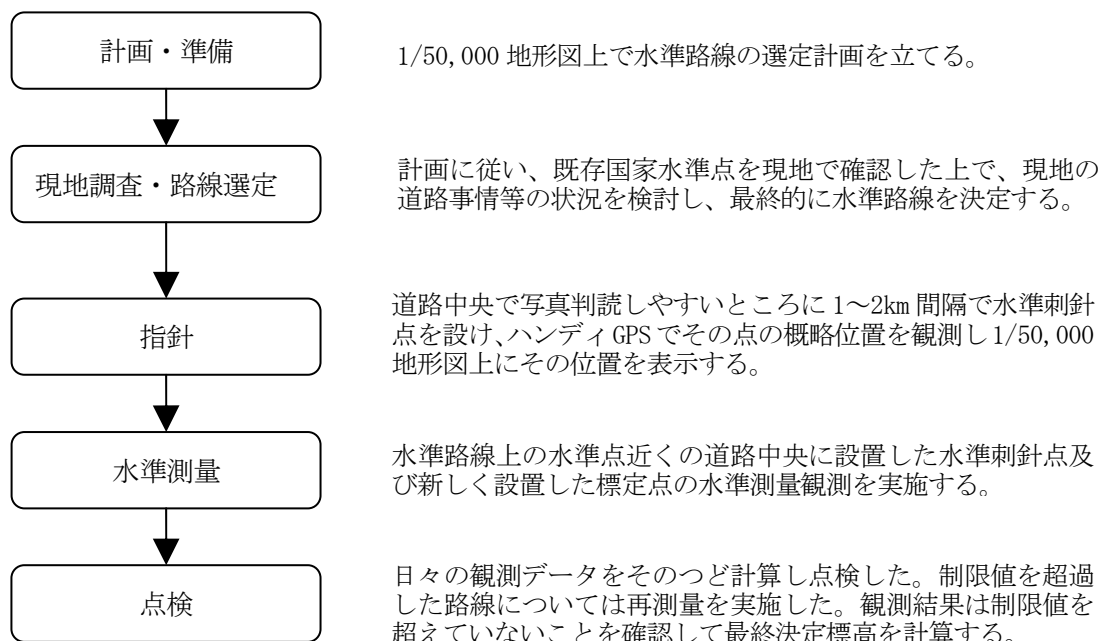 計画・準備
1/50,000 地形図上で水準路線の選定計画を立てる。
現地調査・路線選定
計画に従い、既存国家水準点を現地で確認した上で、現地の
道路事情等の状況を検討し、最終的に水準路線を決定する。
指針
道路中央で写真判読しやすいところに 1～2km 間隔で水準刺針
点を設け、ハンディ GPS でその点の概略位置を観測し 1/50,000
地形図上にその位置を表示する。
水準測量
水準路線上の水準点近くの道路中央に設置した水準刺針点及
び新しく設置した標定点の水準測量観測を実施する。
点検
日々の観測データをそのつど計算し点検した。制限値を超過
した路線については再測量を実施した。観測結果は制限値を
超えていないことを確認して最終決定標高を計算する。